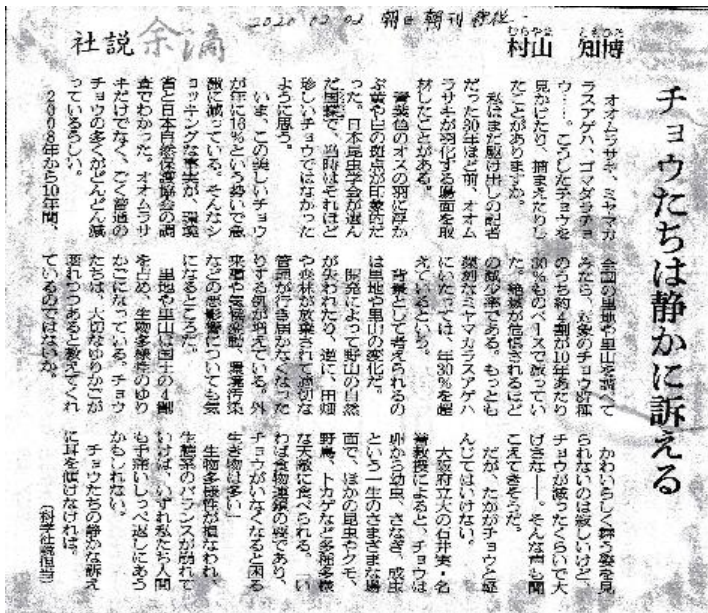 2020 12 02 朝日朝刊
社説余滴
むらやま ともひろ
村山 知博
チョウたちは静かに訴える
オオムラサキ、ミヤマカ
ラスアゲハ、ゴマダラチョ
ウ……。こうしたチョウを
見かけたり、捕まえたりし
たことがありますか。
私はまだ駆け出しの記者
だった30年ほど前、オオム
ラサキが羽化する場面を取
材したことがある。
青紫色のオスの羽に浮か
ぶ黄や白の斑点が印象的だ
った。日本昆虫学会が選ん
だ国蝶で、当時はそれほど
珍しいチョウではなかった
ように思う。
いま、この美しいチョウ
が年に16%という勢いで急
激に減っている。そんなシ
ョッキングな事実が、環境
省と日本自然保護協会の調
査でわかった。オオムラサ
キだけでなく、ごく普通の
チョウの多くがどんどん減
っているらしい。
2008年から10年間、
全国の里地や里山を調べて
きたら、対象のチョウ87種
のうち約4割が10年あたり
30%ものペースで減ってい
た。絶滅が危惧されるほど
の減少率である。もっとも
深刻なミヤマカラスアゲハ
にいたっては、年30%を超
えているという。
背景として考えられるの
は里地や里山の変化だ。
開発によって野山の自然
が失われたり、逆に、田畑
や森林が放棄されて適切な
管理が行き届かなくなった
りする例が増えている。外
来種や気候変動、環境汚染
などの悪影響についても気
になるところだ。
里地や里山は国土の4割
を占め、生物多様性のゆり
かごになっている。チョウ
たちは、大切なゆりかごが
壊れつつあると教えてくれ
ているのではないか。
かわいらしく舞う姿を見
られないのは寂しいけど、
チョウが減ったくらいで大
げさな――。そんな声も聞
こえてきそうだ。
だが、たかがチョウと軽
んじてはいけない。
大阪府立大の石井実・名
誉教授によると、チョウは
卵から幼虫、さなぎ、成虫
という一生のさまざまな場
面で、ほかの昆虫やクモ、
野鳥、トカゲなど多種多様
な天敵に食べられる。「い
わば食物連鎖の要であり、
チョウがいなくなると困る
生き物は多い」
生物多様性が損なわれ、
生態系のバランスが崩れて
いけば、いずれ私たち人間
も手痛いしっぺ返しにあう
かもしれない。
チョウたちの静かな訴え
に耳を傾けなければ。
(科学社説担当)